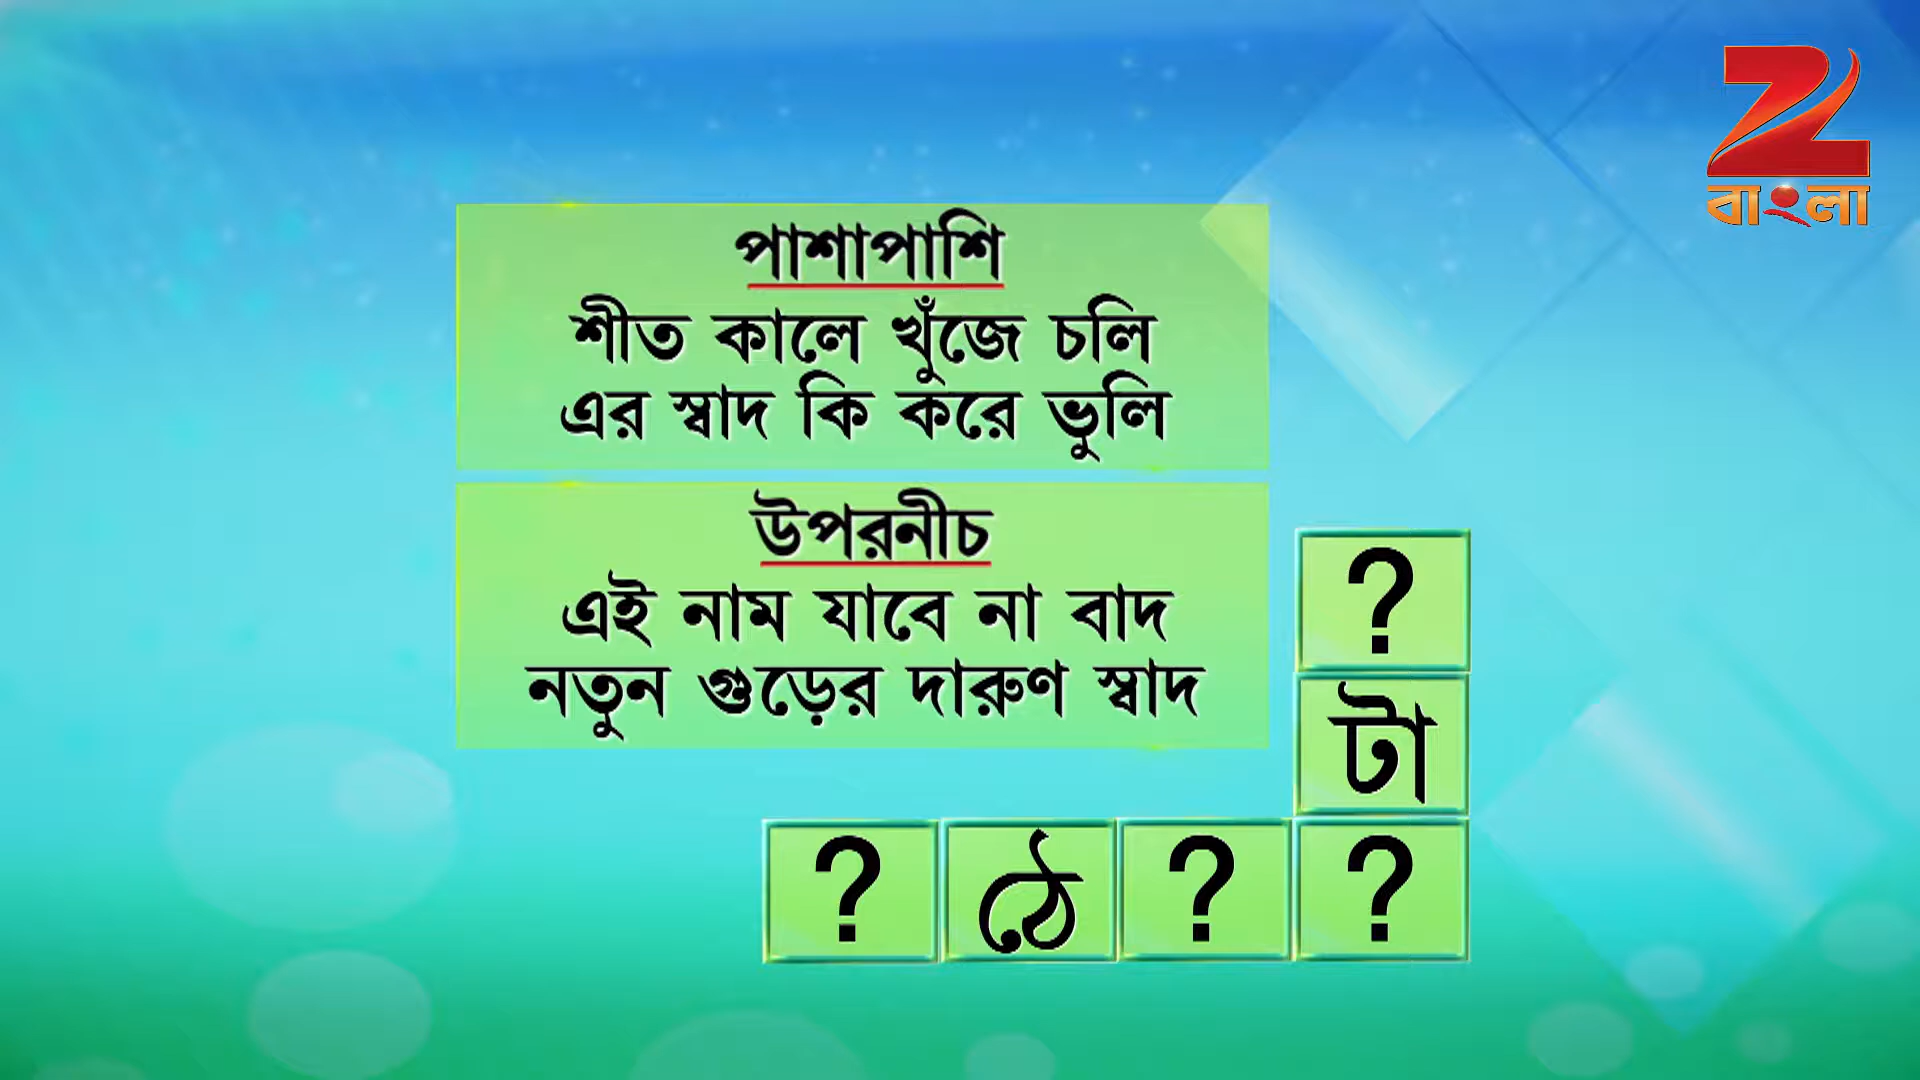 বাংলা
পাশাপাশি
শীত কালে খুঁজে চলি
এর স্বাদ কি করে ভুলি
উপরনীচ
এই নাম যাবে না বাদ
নতুন গুড়ের দারুণ স্বাদ
?
টা
? ঠে ? ?